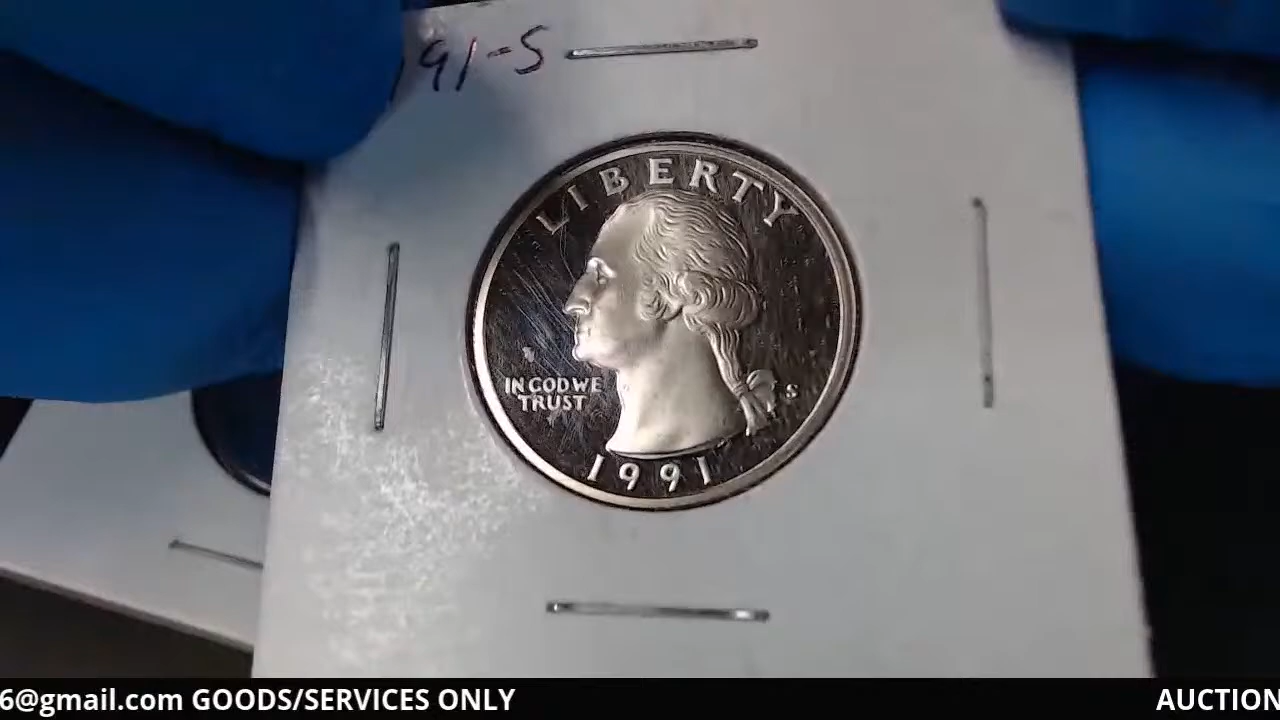 91-S
LIBERTY
IN GOD WE
TRUST
S
1991
6@gmail.com GOODS/SERVICES ONLY
AUCTION